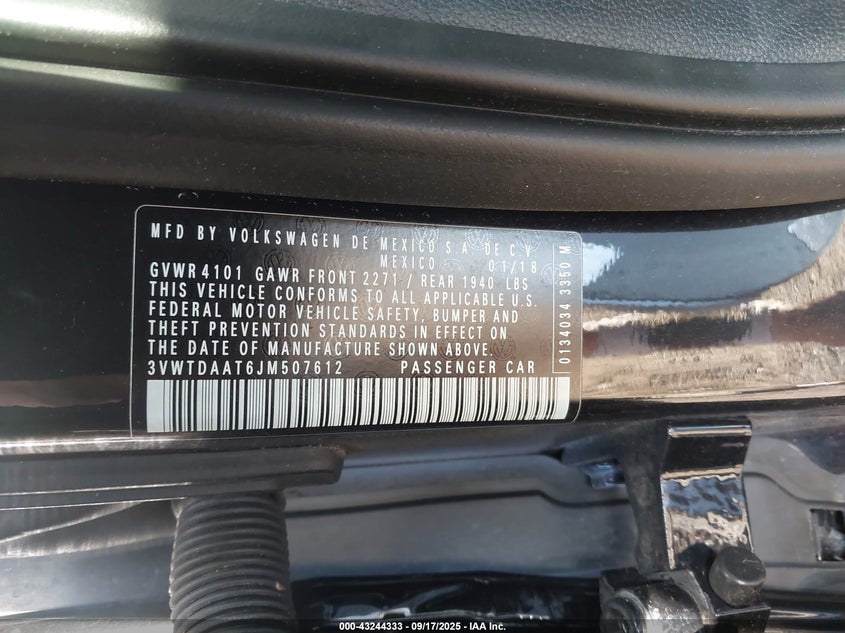 MFD BY VOLKSWAGEN DE MEXICO S.A. DE C.V.
MEXICO 01/18
GVWR 4101 GAWR FRONT 2271 / REAR 1940 LBS
THIS VEHICLE CONFORMS TO ALL APPLICABLE U.S.
FEDERAL MOTOR VEHICLE SAFETY, BUMPER AND
THEFT PREVENTION STANDARDS IN EFFECT ON
THE DATE OF MANUFACTURE SHOWN ABOVE.
3VWTDAAT6JM507612 PASSENGER CAR
0134034 3350 M
000-43244333 - 09/17/2025 - IAA Inc.